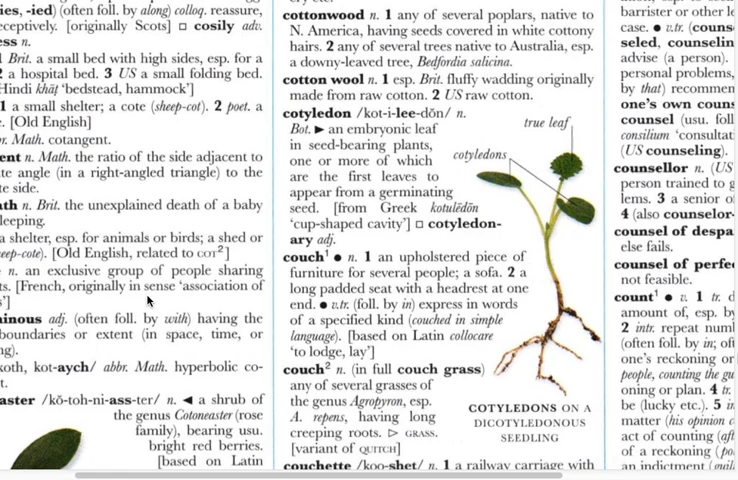 ies, -ied) (often foll. by along) colloq. reassure,
eceptively. [originally Scots] □ cosily adv.
ess n.
Brit. a small bed with high sides, esp. for a
a hospital bed. 3 US a small folding bed.
Hindi khāṭ 'bedstead, hammock']
1 a small shelter; a cote (sheep-cot). 2 poet. a
e. [Old English]
br. Math. cotangent.
ent n. Math. the ratio of the side adjacent to
te angle (in a right-angled triangle) to the
te side.
ath n. Brit. the unexplained death of a baby
leeping.
a shelter, esp. for animals or birds; a shed or
eep-cote). [Old English, related to COT²]
n. an exclusive group of people sharing
ts. [French, originally in sense 'association of
s']
minous adj. (often foll. by with) having the
boundaries or extent (in space, time, or
ng).
koth, kot-aych/ abbr. Math. hyperbolic co-
t.
aster /kŏ-toh-ni-ass-ter/ n. ◄ a shrub of
the genus Cotoneaster (rose
family), bearing usu.
bright red berries.
[based on Latin
cottonwood n. 1 any of several poplars, native to
N. America, having seeds covered in white cottony
hairs. 2 any of several trees native to Australia, esp.
a downy-leaved tree, Bedfordia salicina.
cotton wool n. 1 esp. Brit. fluffy wadding originally
made from raw cotton. 2 US raw cotton.
cotyledon /kot-i-lee-dŏn/ n.
Bot. ► an embryonic leaf
in seed-bearing plants,
one or more of which
are the first leaves to
appear from a germinating
seed. [from Greek kotulēdōn
'cup-shaped cavity'] □ cotyledon-
ary adj.
couch¹ ● n. 1 an upholstered piece of
furniture for several people; a sofa. 2 a
long padded seat with a headrest at one
end. ● v.tr. (foll. by in) express in words
of a specified kind (couched in simple
language). [based on Latin collocare
'to lodge, lay']
couch² n. (in full couch grass)
any of several grasses of
the genus Agropyron, esp.
A. repens, having long
creeping roots. ▷ GRASS.
[variant of QUITCH]
couchette /koo-shet/ n. 1 a railway carriage with
true leaf
cotyledons
COTYLEDONS ON A
DICOTYLEDONOUS
SEEDLING
barrister or other le
case. ● v.tr. (couns
seled, counselin
advise (a person).
personal problems,
by that) recommen
one's own couns
counsel (usu. foll
consilium 'consultat
(US counseling).
counsellor n. (US
person trained to g
lems. 3 a senior o
4 (also counselor-
counsel of despa
else fails.
counsel of perfe
not feasible.
count¹ ● v. 1 tr. d
amount of, esp. by
2 intr. repeat num
(often foll. by in; of
one's reckoning or
people, counting the gu
oning or plan. 4 tr.
be (lucky etc.). 5 in
matter (his opinion c
act of counting (aft
of a reckoning (po
an indictment (guil